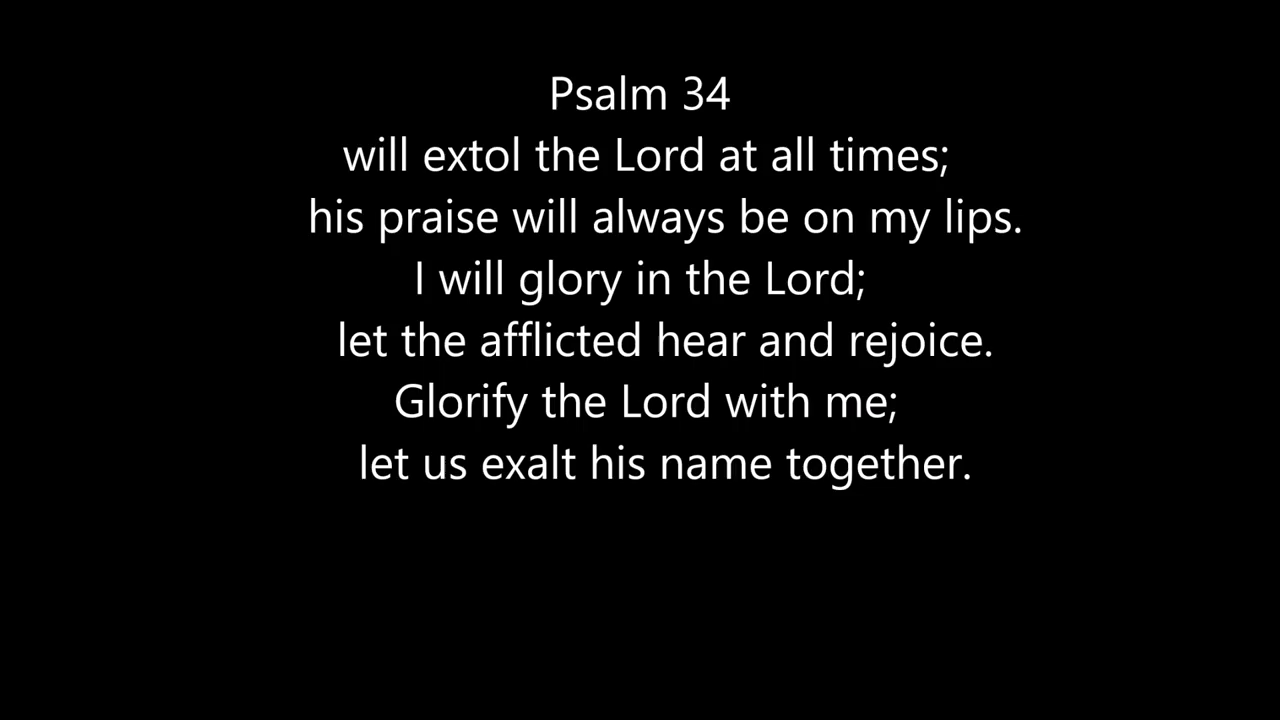 Psalm 34
will extol the Lord at all times;
his praise will always be on my lips.
I will glory in the Lord;
let the afflicted hear and rejoice.
Glorify the Lord with me;
let us exalt his name together.